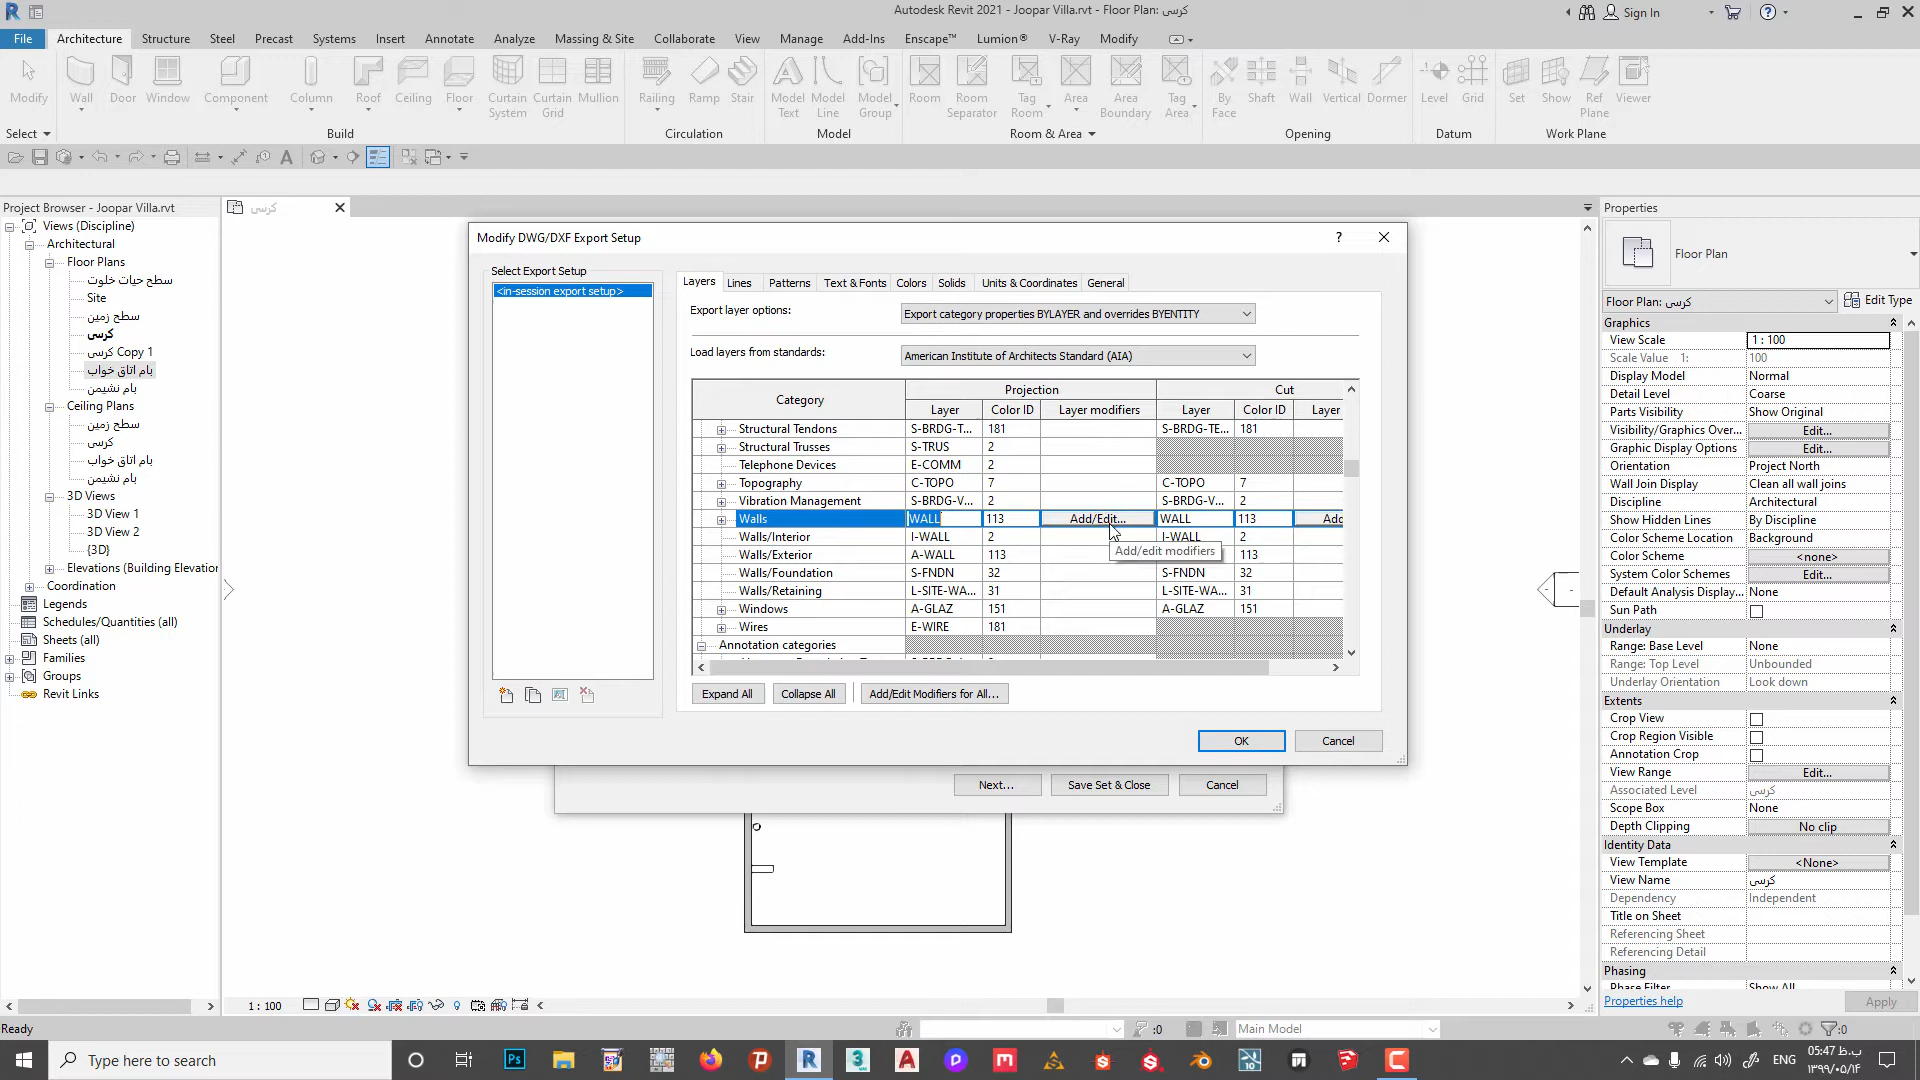 Autodesk Revit 2021 - Joopar Villa.rvt - Floor Plan: کرسی
Sign In
File Architecture Structure Steel Precast Systems Insert Annotate Analyze Massing & Site Collaborate View Manage Add-Ins Enscape™ Lumion® V-Ray Modify
Modify Wall Door Window Component Column Roof Ceiling Floor Curtain System Curtain Grid Mullion Railing Ramp Stair Model Text Model Line Model Group Room Room Separator Tag Room Area Area Boundary Tag Area By Face Shaft Wall Vertical Dormer Level Grid Set Show Ref Plane Viewer
Select Build Circulation Model Room & Area Opening Datum Work Plane
Project Browser - Joopar Villa.rvt
Views (Discipline)
Architectural
Floor Plans
سطح حیات خلوت
Site
سطح زمین
کرسی
کرسی Copy 1
بام اتاق خواب
بام نشیمن
Ceiling Plans
سطح زمین
کرسی
بام اتاق خواب
بام نشیمن
3D Views
3D View 1
3D View 2
{3D}
Elevations (Building Elevation
Coordination
Legends
Schedules/Quantities (all)
Sheets (all)
Families
Groups
Revit Links
کرسی
Modify DWG/DXF Export Setup
Select Export Setup
<in-session export setup>
Layers Lines Patterns Text & Fonts Colors Solids Units & Coordinates General
Export layer options: Export category properties BYLAYER and overrides BYENTITY
Load layers from standards: American Institute of Architects Standard (AIA)
Category Projection Cut
Layer Color ID Layer modifiers Layer Color ID Layer
Structural Tendons S-BRDG-T... 181 S-BRDG-TE... 181
Structural Trusses S-TRUS 2
Telephone Devices E-COMM 2
Topography C-TOPO 7 C-TOPO 7
Vibration Management S-BRDG-V... 2 S-BRDG-V... 2
Walls WALL 113 Add/Edit... WALL 113 Add
Walls/Interior I-WALL 2 I-WALL 2
Walls/Exterior A-WALL 113 113
Add/edit modifiers
Walls/Foundation S-FNDN 32 S-FNDN 32
Walls/Retaining L-SITE-WA... 31 L-SITE-WA... 31
Windows A-GLAZ 151 A-GLAZ 151
Wires E-WIRE 181
Annotation categories
Expand All Collapse All Add/Edit Modifiers for All...
OK Cancel
Next... Save Set & Close Cancel
Properties
Floor Plan
Floor Plan: کرسی Edit Type
Graphics
View Scale 1 : 100
Scale Value 1: 100
Display Model Normal
Detail Level Coarse
Parts Visibility Show Original
Visibility/Graphics Over... Edit...
Graphic Display Options Edit...
Orientation Project North
Wall Join Display Clean all wall joins
Discipline Architectural
Show Hidden Lines By Discipline
Color Scheme Location Background
Color Scheme <none>
System Color Schemes Edit...
Default Analysis Display... None
Sun Path
Underlay
Range: Base Level None
Range: Top Level Unbounded
Underlay Orientation Look down
Extents
Crop View
Crop Region Visible
Annotation Crop
View Range Edit...
Associated Level کرسی
Scope Box None
Depth Clipping No clip
Identity Data
View Template <None>
View Name کرسی
Dependency Independent
Title on Sheet
Referencing Sheet
Referencing Detail
Phasing
Phase Filter Show All
Properties help Apply
1 : 100
Ready :0 Main Model :0
Type here to search
ENG
05:47 ب.ظ
۱۳۹۹/۰۵/۱۴